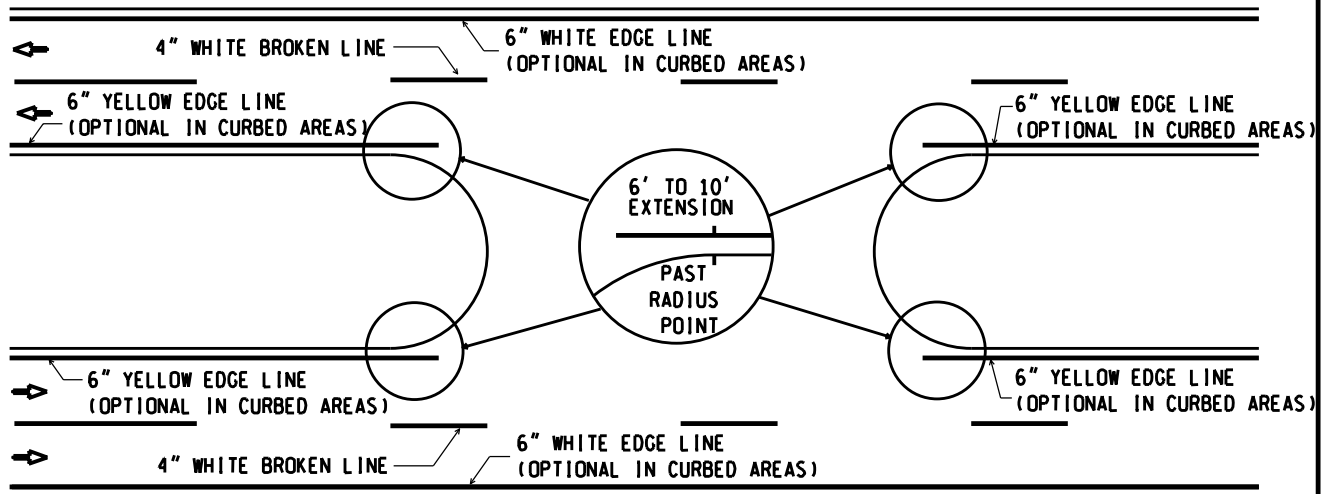 6" WHITE EDGE LINE
(OPTIONAL IN CURBED AREAS)
4" WHITE BROKEN LINE
6" YELLOW EDGE LINE
(OPTIONAL IN CURBED AREAS)
6" YELLOW EDGE LINE
(OPTIONAL IN CURBED AREAS)
6' TO 10'
EXTENSION
PAST
RADIUS
POINT
6" YELLOW EDGE LINE
(OPTIONAL IN CURBED AREAS)
6" YELLOW EDGE LINE
(OPTIONAL IN CURBED AREAS)
4" WHITE BROKEN LINE
6" WHITE EDGE LINE
(OPTIONAL IN CURBED AREAS)